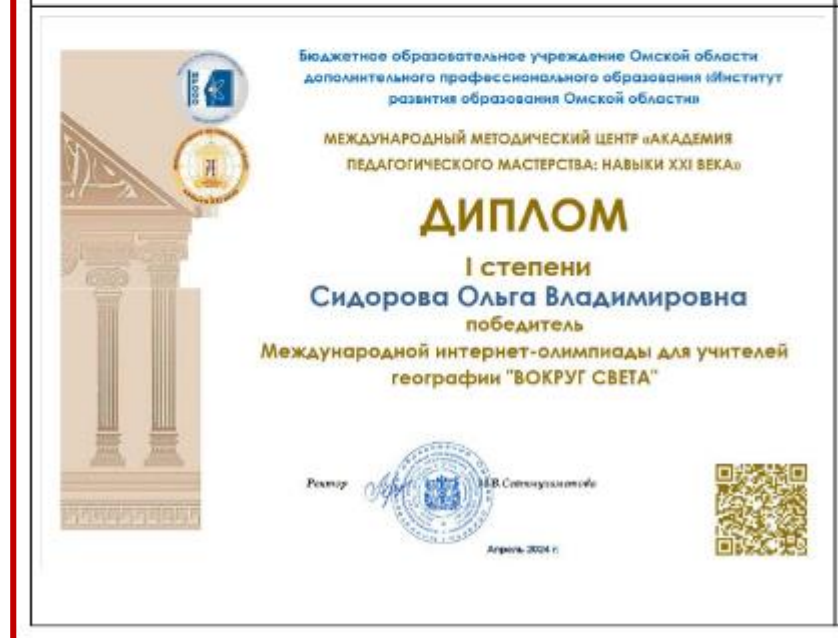 Бюджетное образовательное учреждение Омской области
дополнительного профессионального образования «Институт
развития образования Омской области»
МЕЖДУНАРОДНЫЙ МЕТОДИЧЕСКИЙ ЦЕНТР «АКАДЕМИЯ
ПЕДАГОГИЧЕСКОГО МАСТЕРСТВА: НАВЫКИ XXI ВЕКА»
ДИПЛОМ
I степени
Сидорова Ольга Владимировна
победитель
Международной интернет-олимпиады для учителей
географии "ВОКРУГ СВЕТА"
Ректор
Апрель 2024 г.